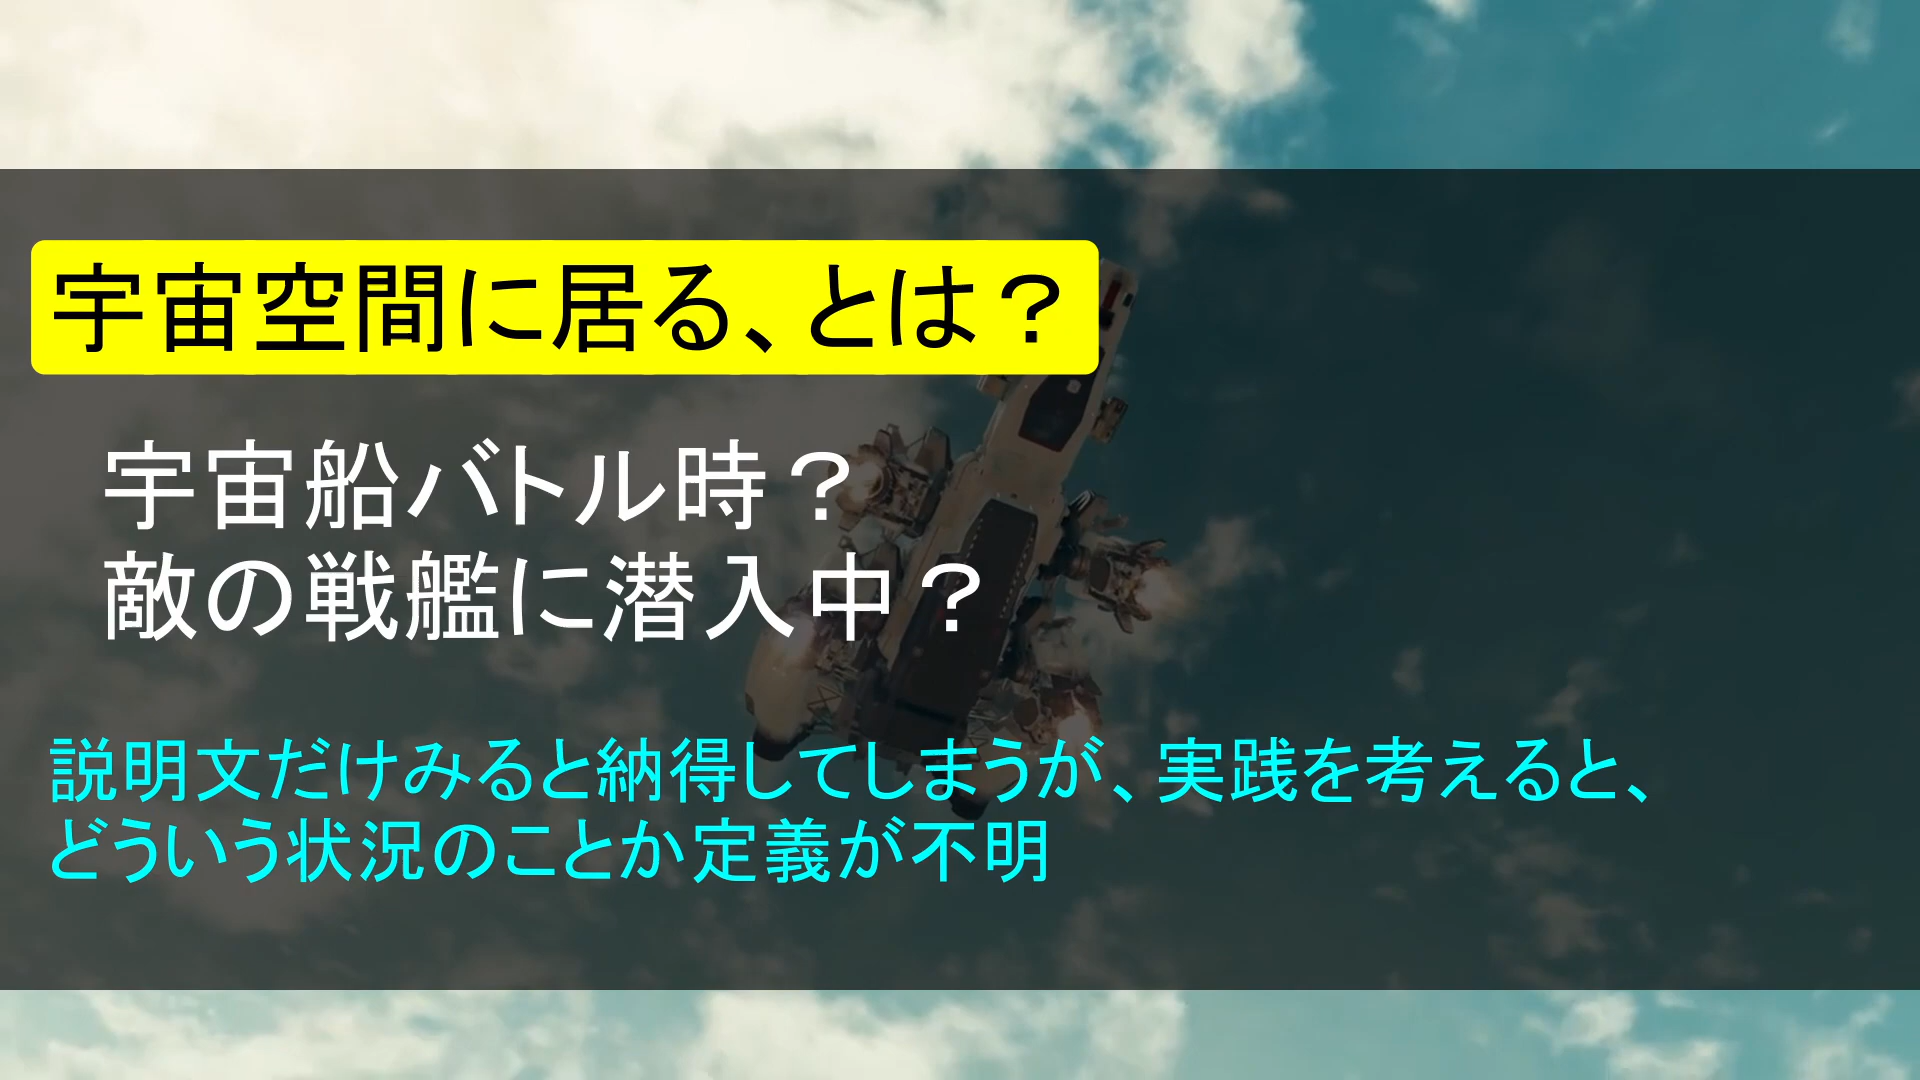 宇宙空間に居る、とは？
宇宙船バトル時？
敵の戦艦に潜入中？
説明文だけみると納得してしまうが、実践を考えると、
どういう状況のことか定義が不明